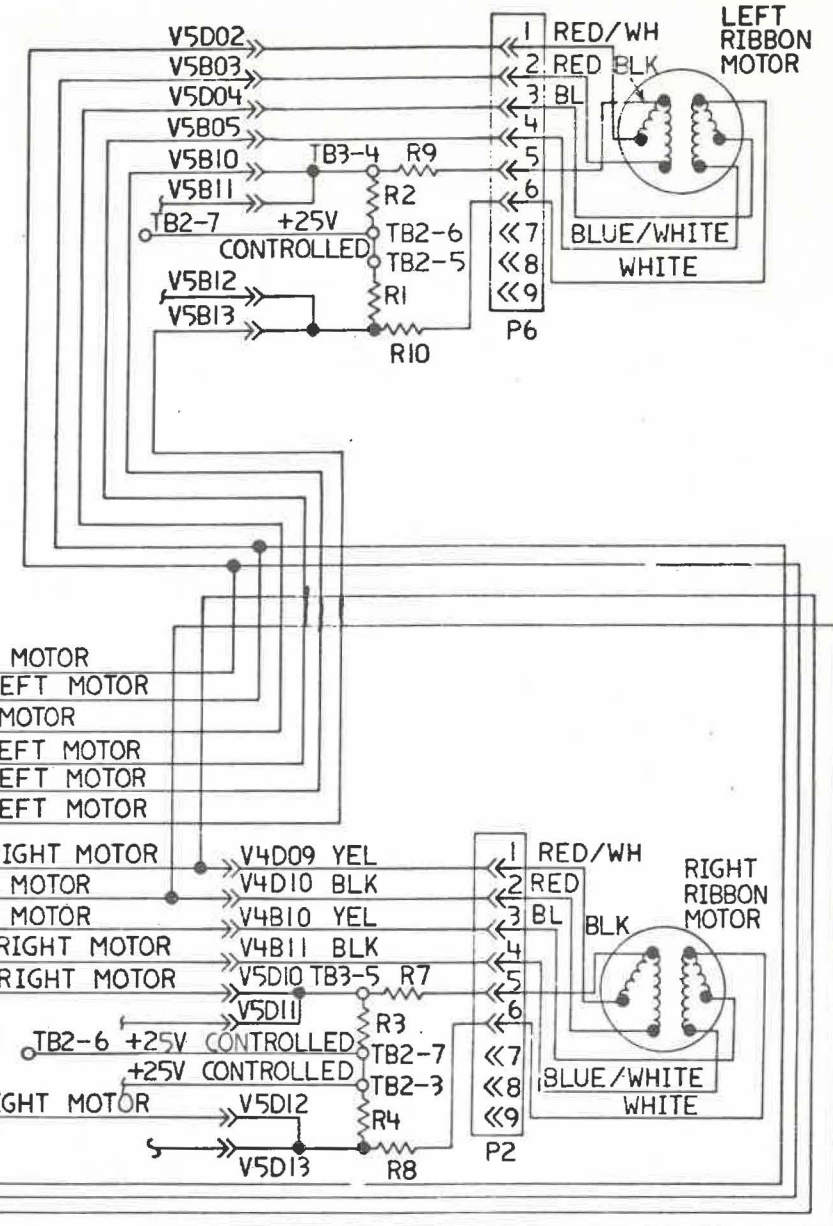 LEFT
RIBBON
MOTOR
V5D02 1 RED/WH
V5B03 2 RED BLK
V5D04 3 BL
V5B05 4
V5B10 TB3-4 R9 5
V5B11 R2 6
TB2-7 +25V TB2-6 7 BLUE/WHITE
CONTROLLED TB2-5 8 WHITE
V5B12 R1 9
V5B13 P6
R10
MOTOR
EFT MOTOR
MOTOR
EFT MOTOR
EFT MOTOR
EFT MOTOR
IGHT MOTOR V4D09 YEL 1 RED/WH
MOTOR V4D10 BLK 2 RED
RIGHT
RIBBON
MOTOR
MOTOR V4B10 YEL 3 BL BLK
RIGHT MOTOR V4B11 BLK 4
RIGHT MOTOR V5D10 TB3-5 R7 5
V5D11 R3 6
TB2-6 +25V CONTROLLED TB2-7 7
+25V CONTROLLED TB2-3 8 BLUE/WHITE
GHT MOTOR V5D12 R4 9 WHITE
V5D13 R8 P2